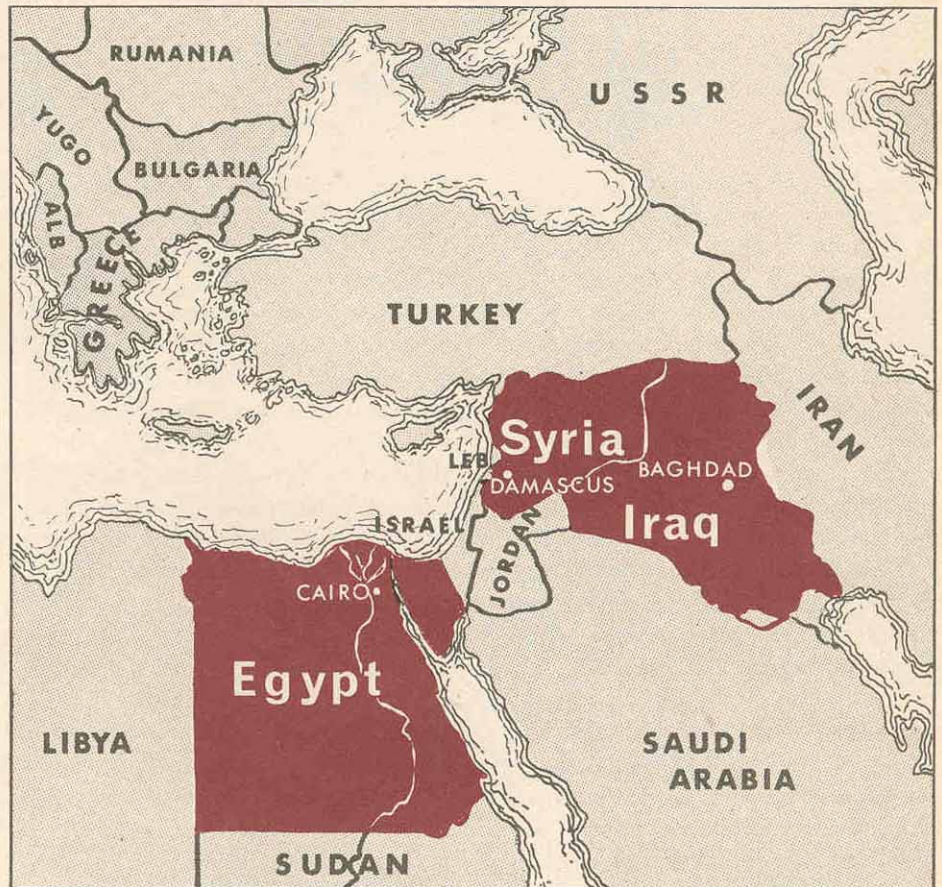 RUMANIA
USSR
YUGO
BULGARIA
ALB
GREECE
TURKEY
IRAN
Syria
LEB
DAMASCUS
BAGHDAD
Iraq
ISRAEL
JORDAN
CAIRO
Egypt
LIBYA
SAUDI
ARABIA
SUDAN